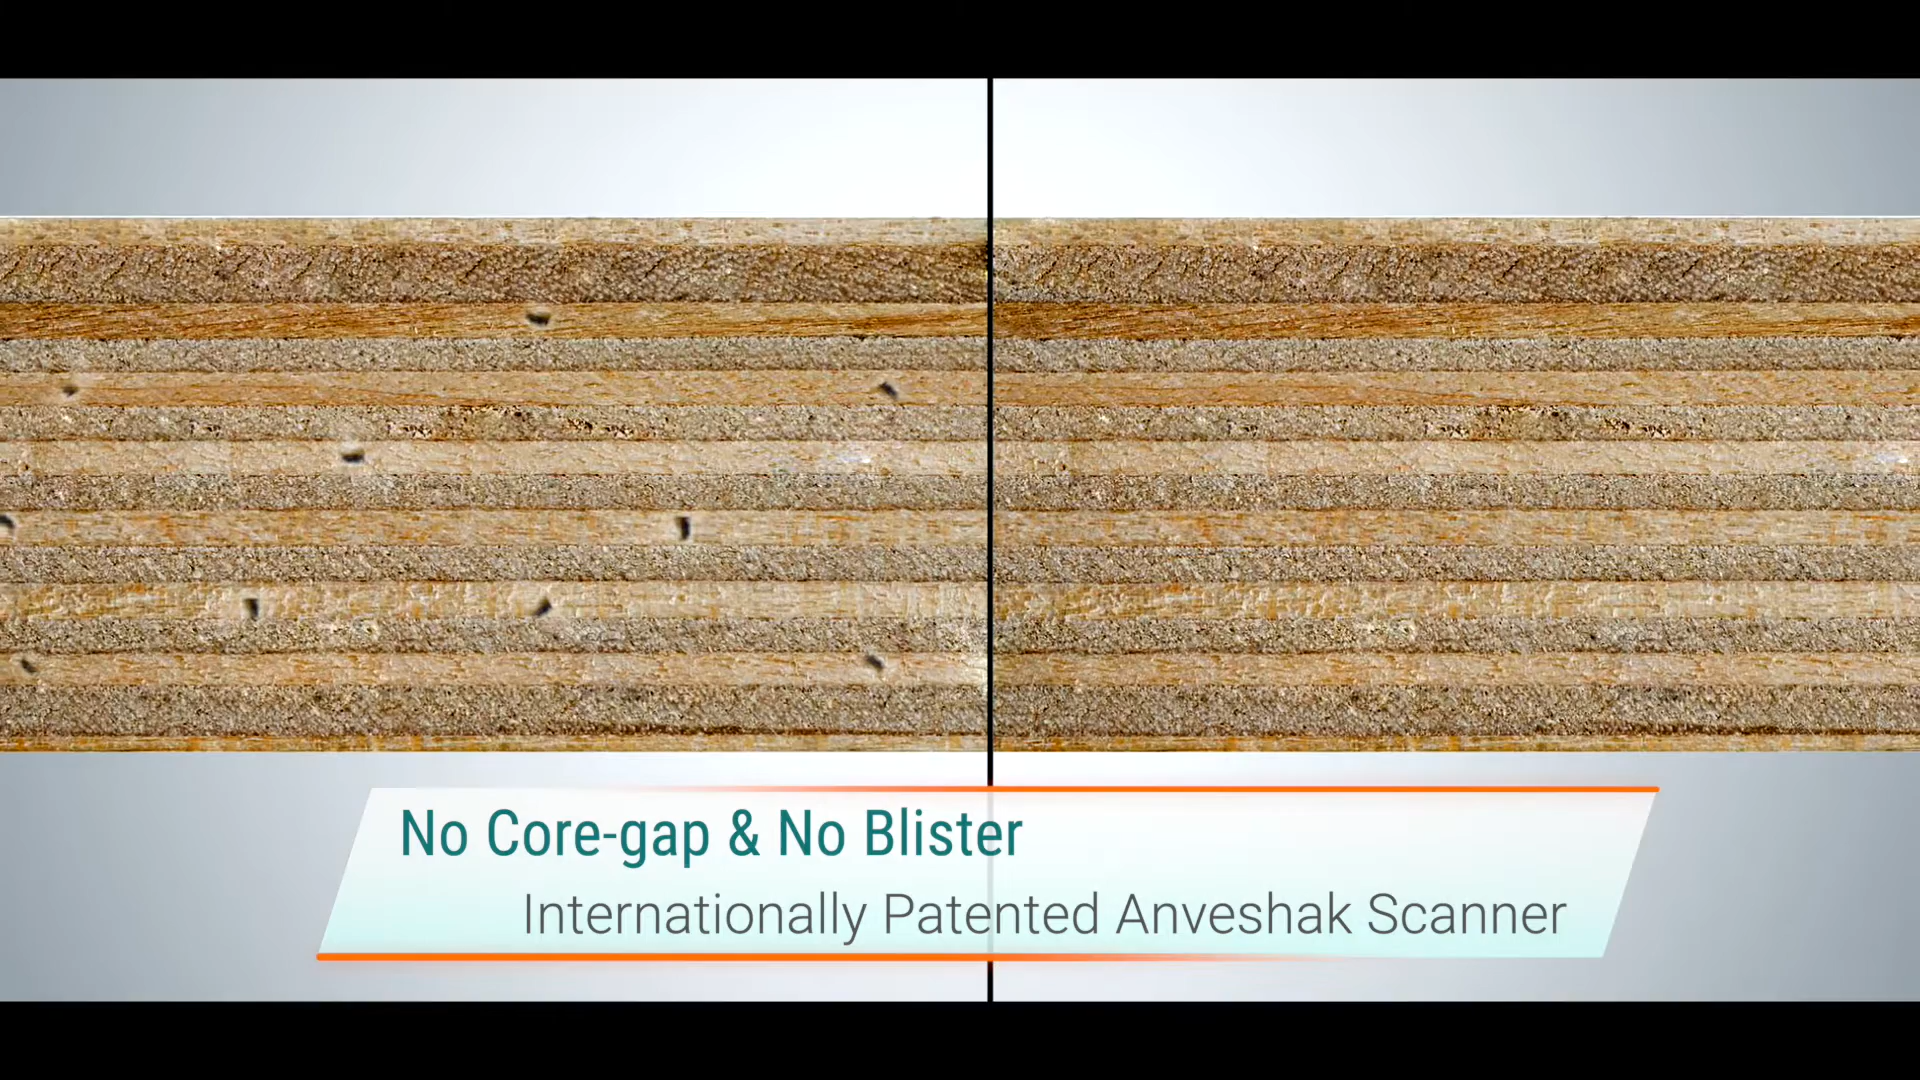 No Core-gap & No Blister
Internationally Patented Anveshak Scanner